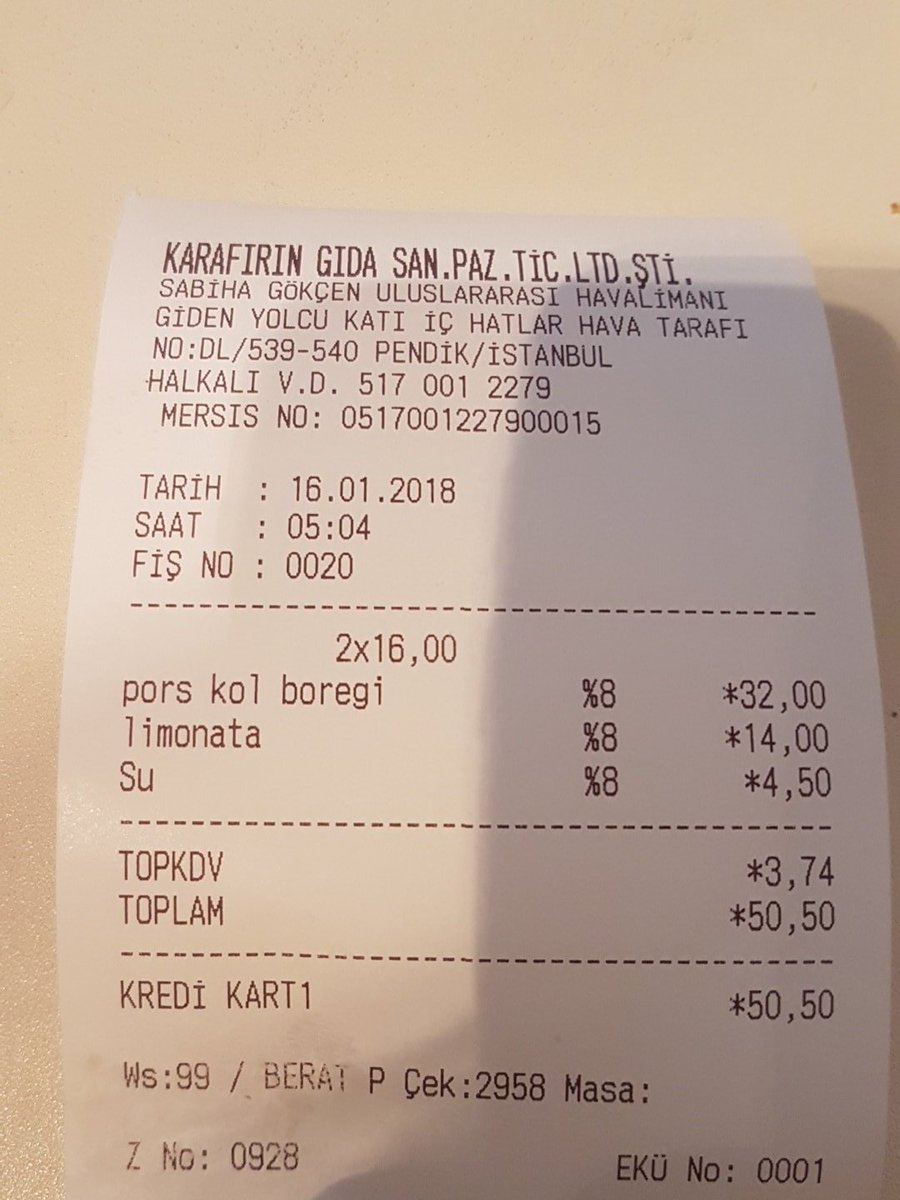 KARAFIRIN GIDA SAN.PAZ.TİC.LTD.ŞTİ.
SABİHA GÖKÇEN ULUSLARARASI HAVALİMANI
GİDEN YOLCU KATI İÇ HATLAR HAVA TARAFI
NO:DL/539-540 PENDİK/İSTANBUL
HALKALI V.D. 517 001 2279
MERSIS NO: 0517001227900015
TARİH : 16.01.2018
SAAT : 05:04
FİŞ NO : 0020
2x16,00
pors kol boregi %8 *32,00
limonata %8 *14,00
Su %8 *4,50
TOPKDV *3,74
TOPLAM *50,50
KREDİ KART1 *50,50
Ws:99 / BERAT P Çek:2958 Masa:
Z No: 0928 EKÜ No: 0001